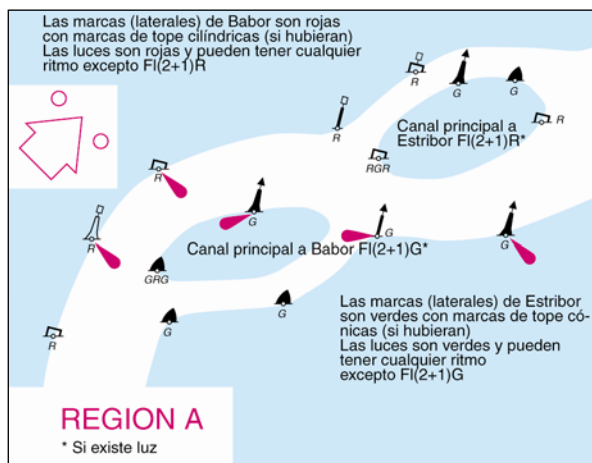 Las marcas (laterales) de Babor son rojas
con marcas de tope cilíndricas (si hubieran)
Las luces son rojas y pueden tener cualquier
ritmo excepto Fl(2+1)R
R
G
G
R
R
Canal principal a
Estribor Fl(2+1)R*
RGR
R
G
R
Canal principal a Babor Fl(2+1)G*
G
G
GRG
G
G
R
Las marcas (laterales) de Estribor
son verdes con marcas de tope có-
nicas (si hubieran)
Las luces son verdes y pueden
tener cualquier ritmo
excepto Fl(2+1)G
REGION A
* Si existe luz